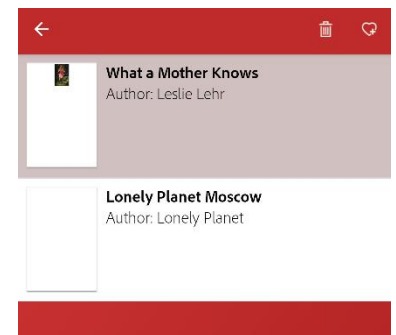 What a Mother Knows
Author: Leslie Lehr
Lonely Planet Moscow
Author: Lonely Planet